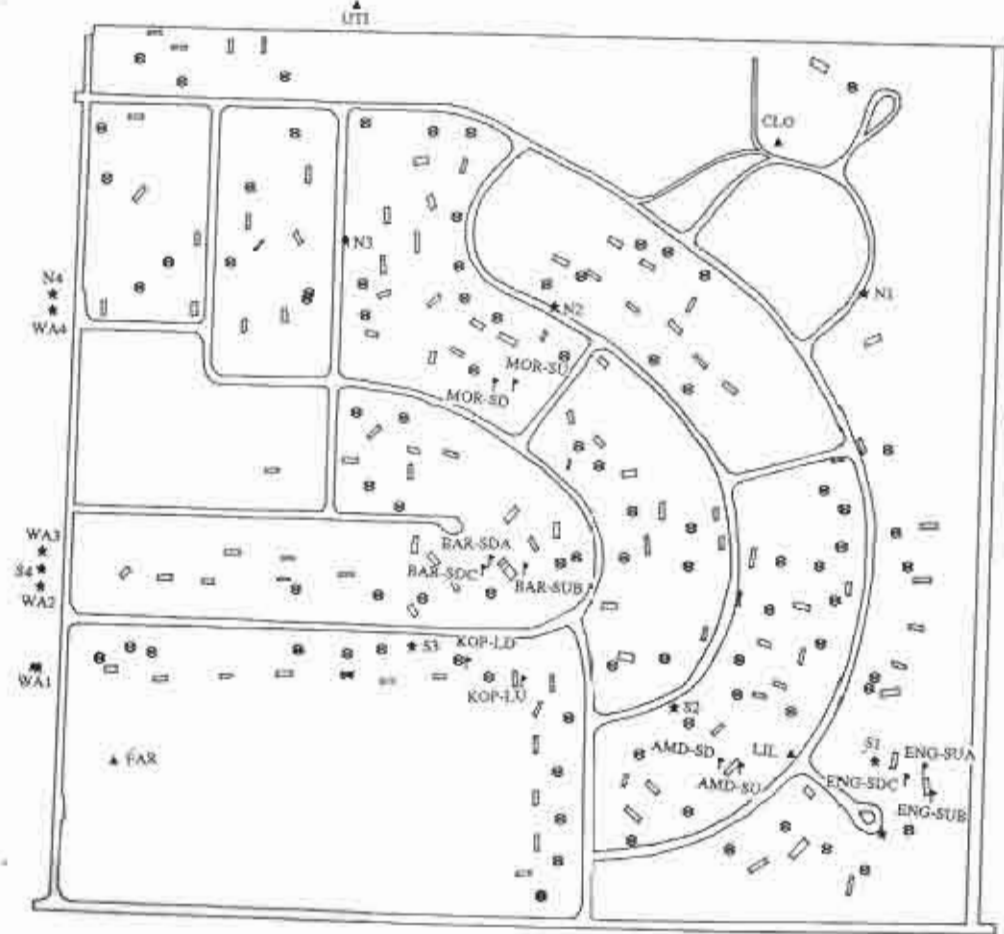 UTI
CLO
N3
N4
WA4
N2
N1
MOR-SU
MOR-SD
WA3
S4
WA2
BAR-SDA
BAR-SDC
BAR-SUB
S3
KOP-LD
WA1
KOP-LU
S2
FAR
AMD-SD
LIL
S1
ENG-SUA
AMD-SU
ENG-SDC
ENG-SUB